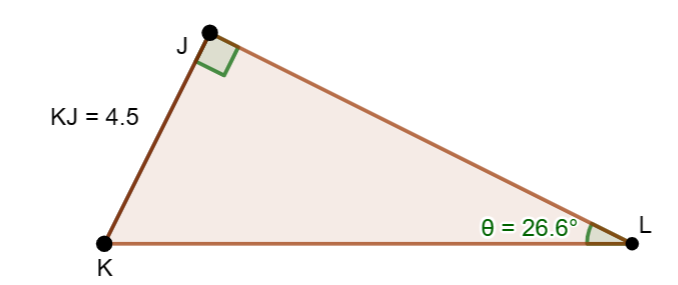 J
KJ = 4.5
θ = 26.6°
L
K